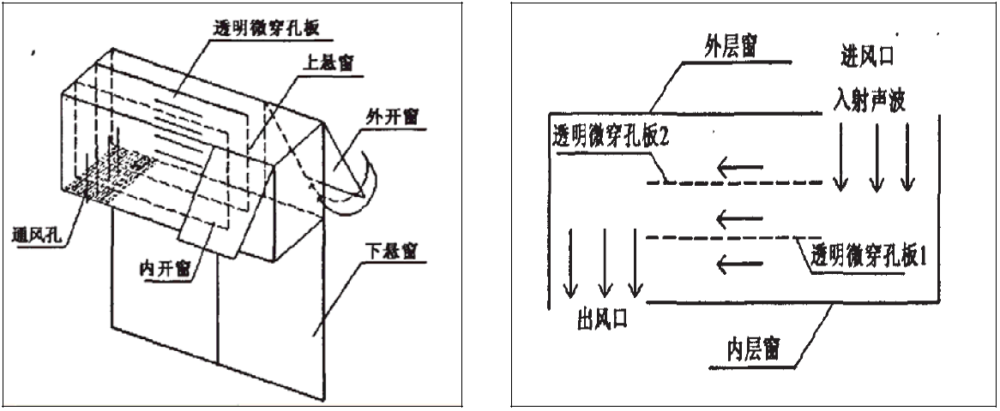 透明微穿孔板
上悬窗
外开窗
通风孔
内开窗
下悬窗
外层窗
进风口
入射声波
透明微穿孔板2
透明微穿孔板1
出风口
内层窗